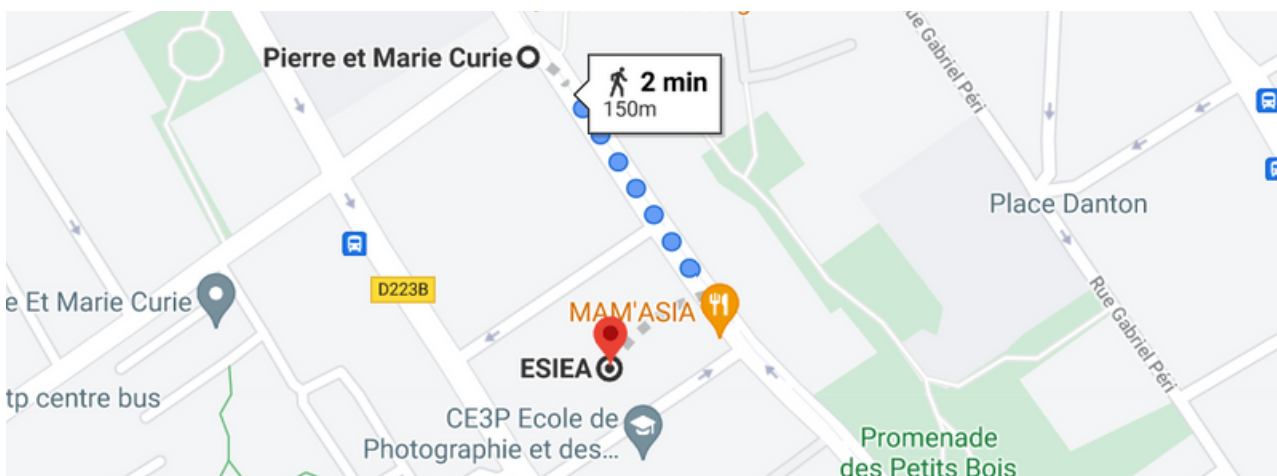 Pierre et Marie Curie
2 min
150m
Rue Gabriel Péri
Place Danton
D223B
e Et Marie Curie
MAM'ASIA
ESIEA
Rue Gabriel Péri
tp centre bus
CE3P Ecole de
Photographie et des...
Promenade
des Petits Bois